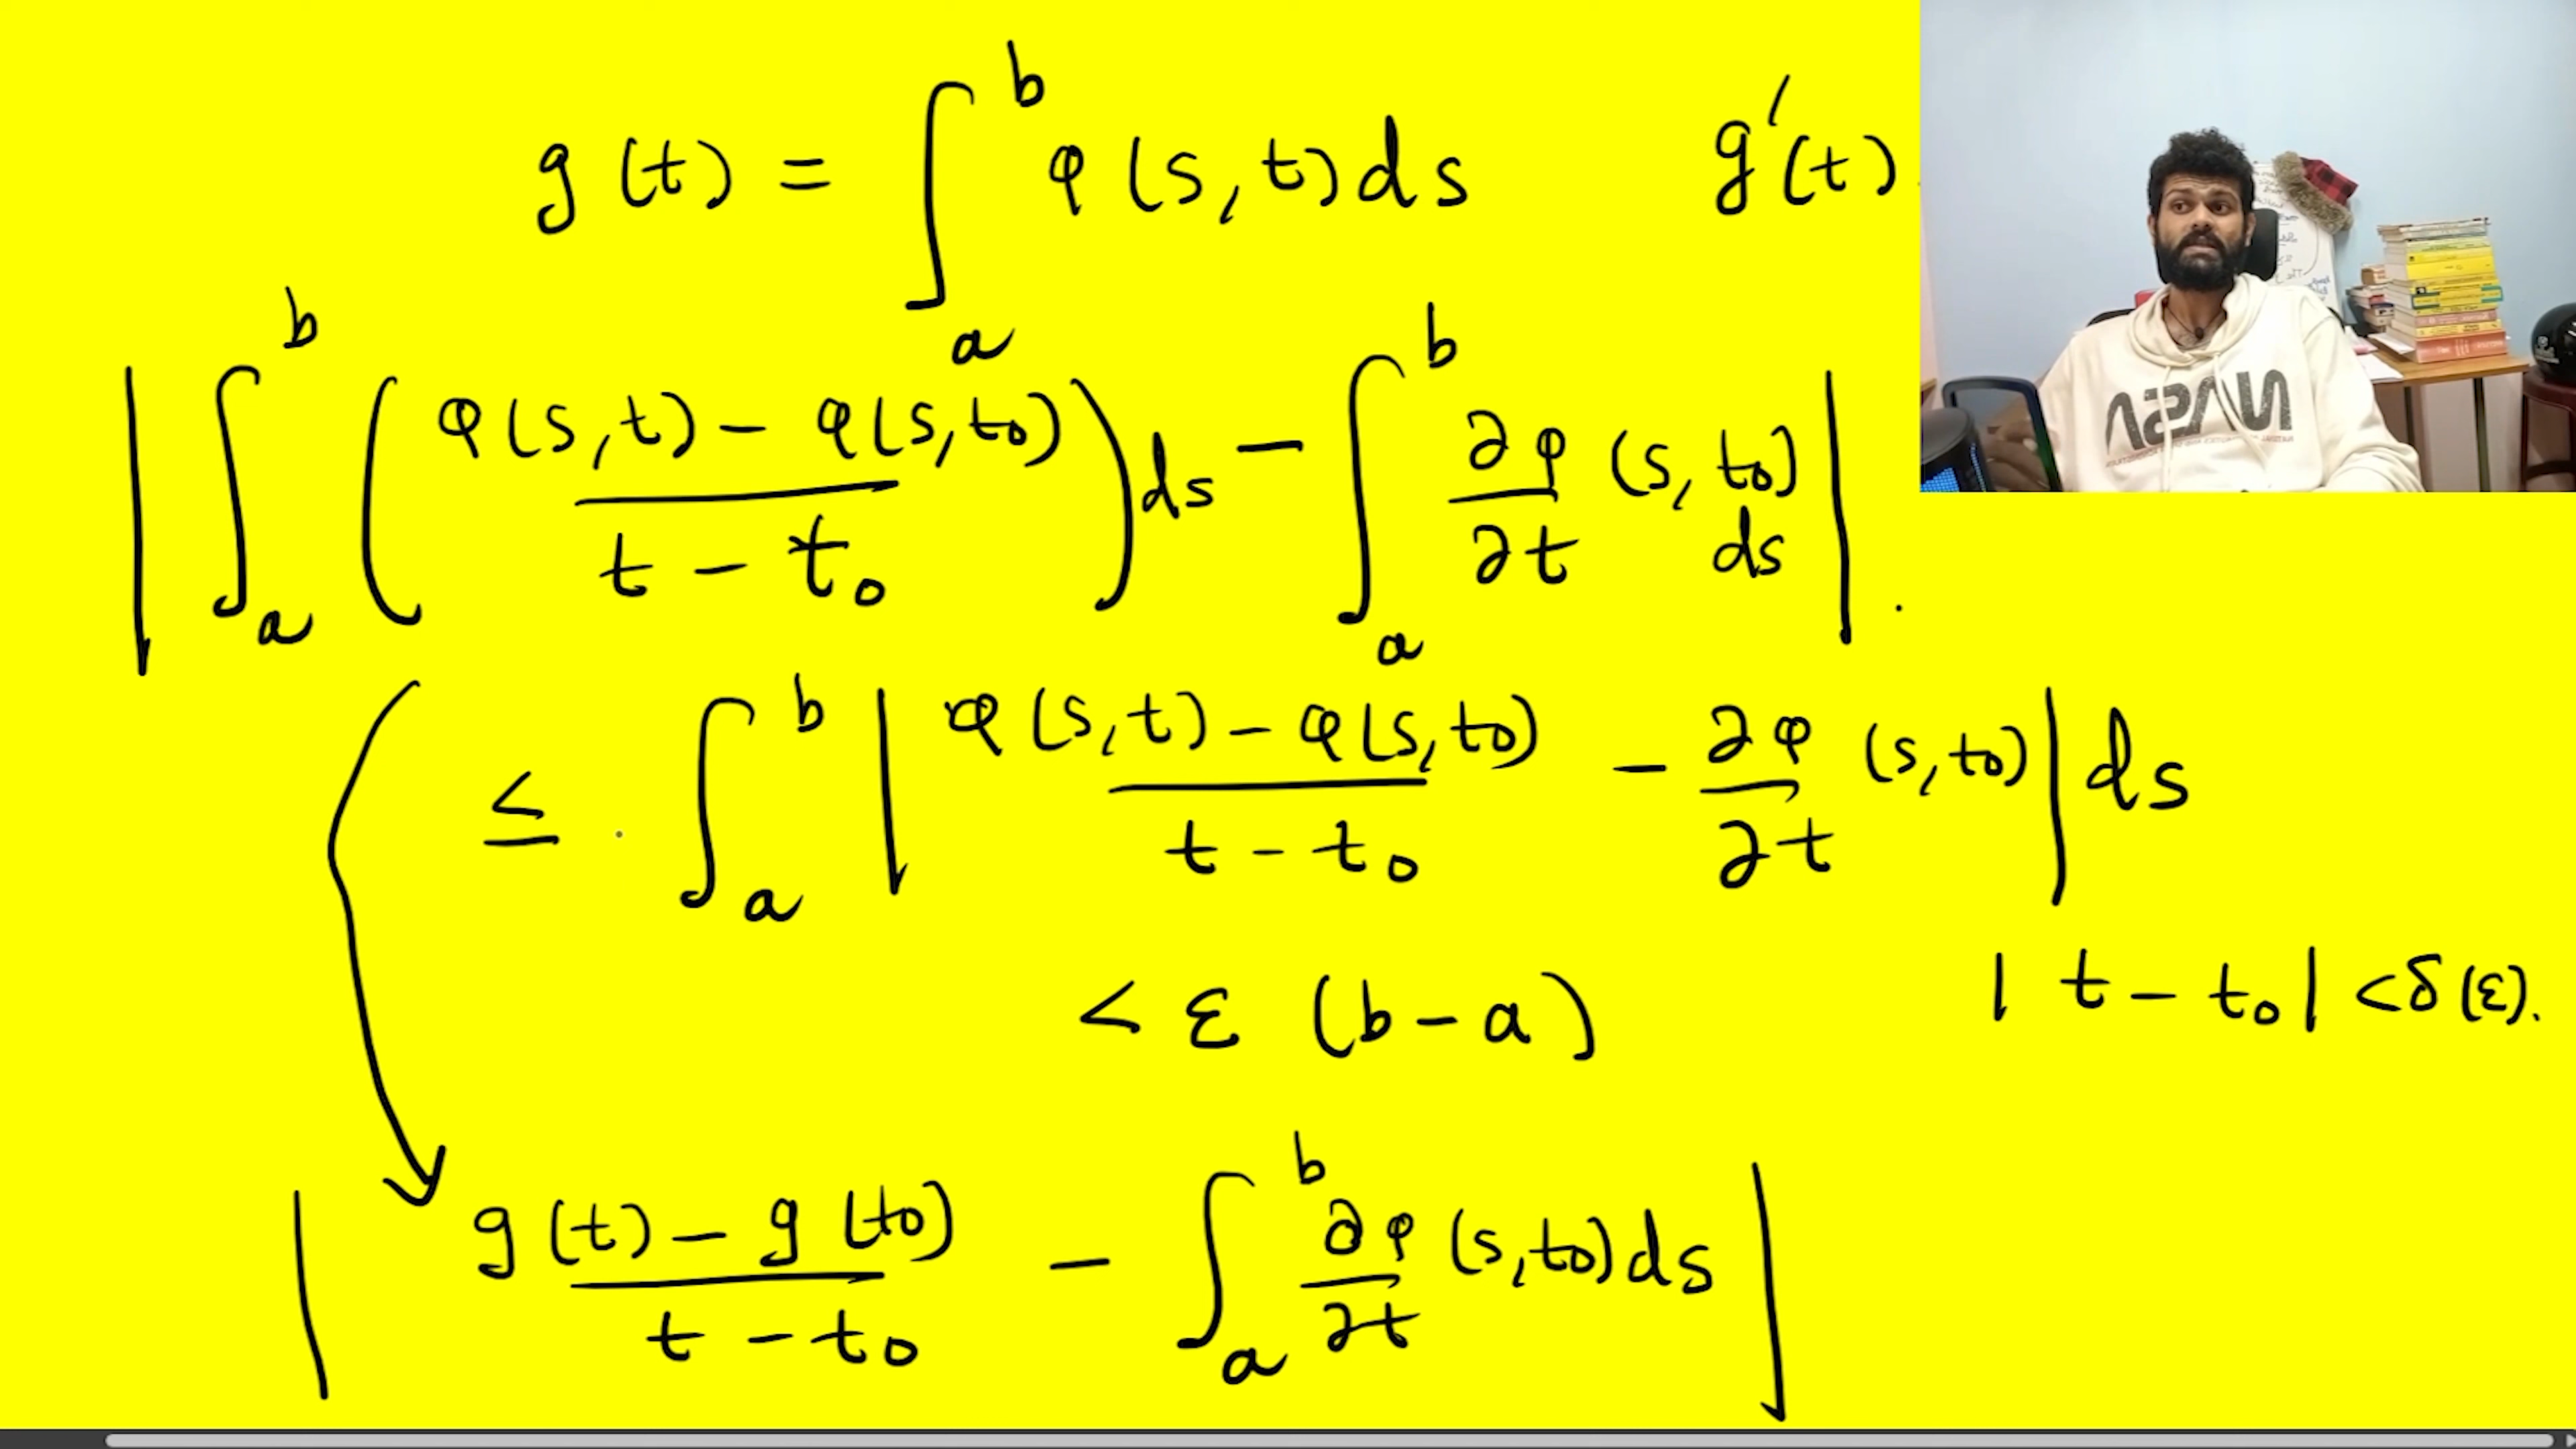 g(t) = ∫_a^b φ(s,t)ds g'(t)
| ∫_a^b ( (φ(s,t) - φ(s,t₀)) / (t - t₀) ) ds - ∫_a^b ∂φ/∂t (s,t₀) ds | .
≤ ∫_a^b | (φ(s,t) - φ(s,t₀)) / (t - t₀) - ∂φ/∂t (s,t₀) | ds
< ε (b-a) | t - t₀ | < δ(ε).
| (g(t) - g(t₀)) / (t - t₀) - ∫_a^b ∂φ/∂t (s,t₀) ds |
NASA